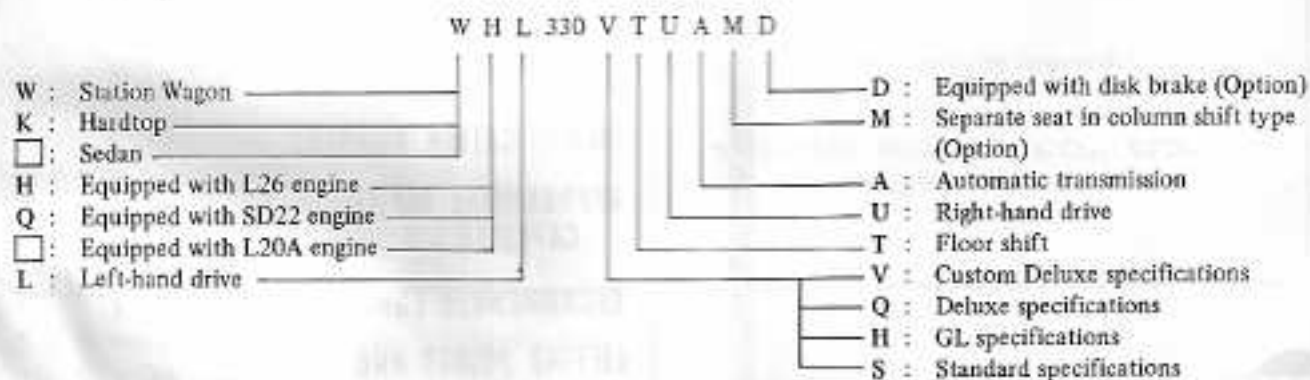 W H L 330 V T U A M D
W : Station Wagon
K : Hardtop
□ : Sedan
H : Equipped with L26 engine
Q : Equipped with SD22 engine
□ : Equipped with L20A engine
L : Left-hand drive
D : Equipped with disk brake (Option)
M : Separate seat in column shift type
(Option)
A : Automatic transmission
U : Right-hand drive
T : Floor shift
V : Custom Deluxe specifications
Q : Deluxe specifications
H : GL specifications
S : Standard specifications